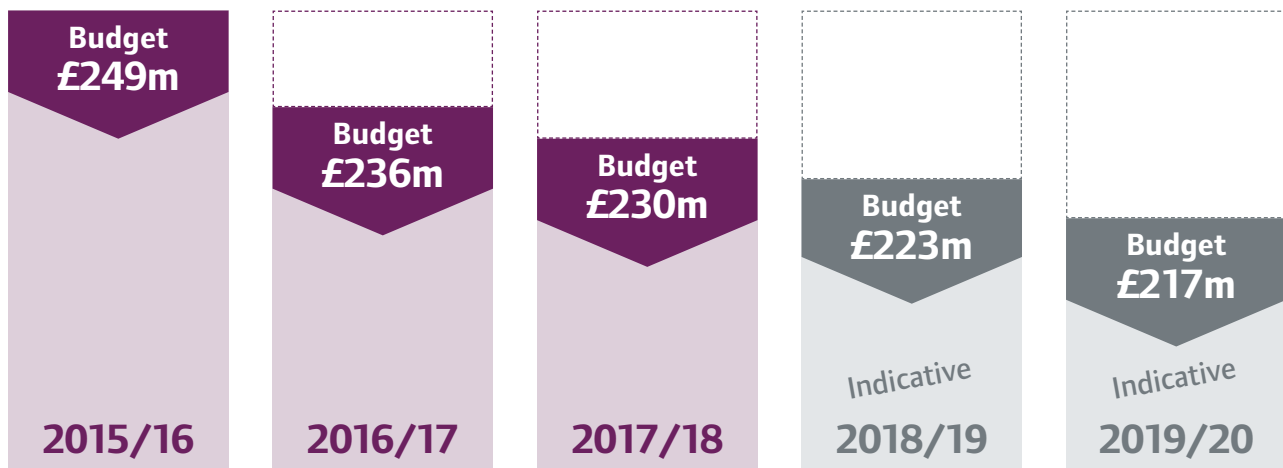 Budget
£249m
2015/16
Budget
£236m
2016/17
Budget
£230m
2017/18
Budget
£223m
Indicative
2018/19
Budget
£217m
Indicative
2019/20